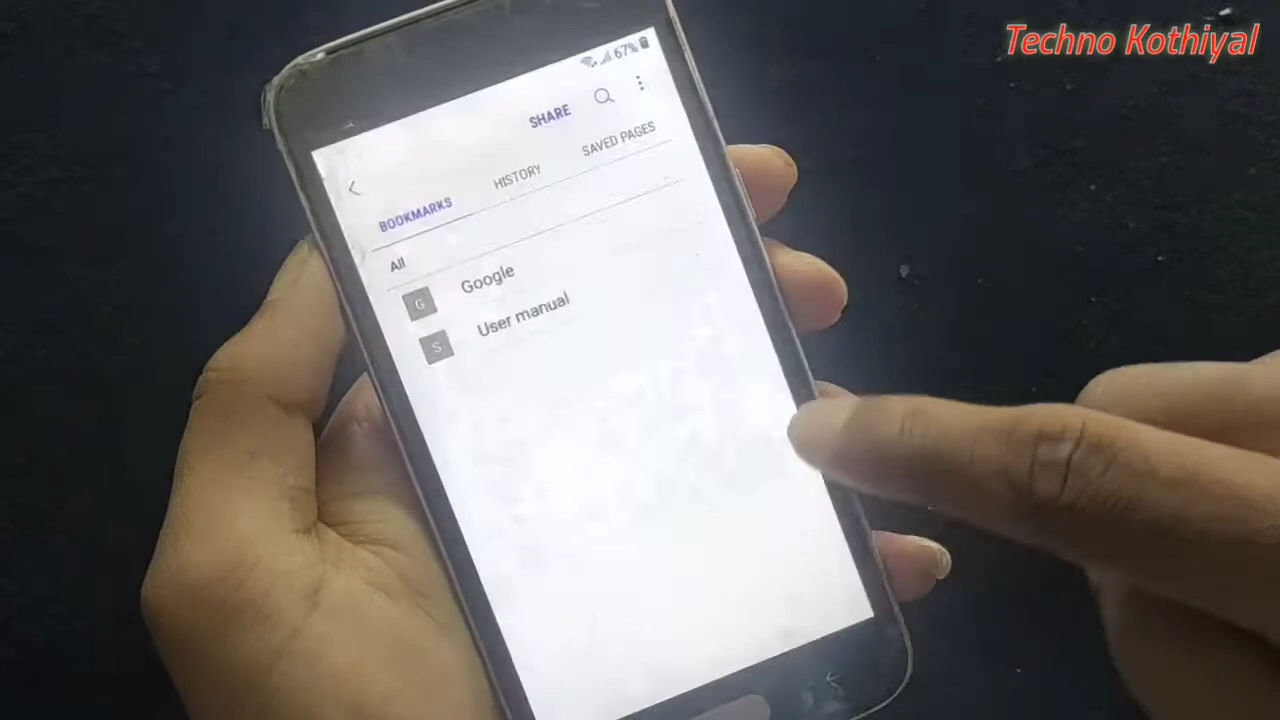 Techno Kothiyal
67%
SHARE
BOOKMARKS HISTORY SAVED PAGES
All
G Google
S User manual